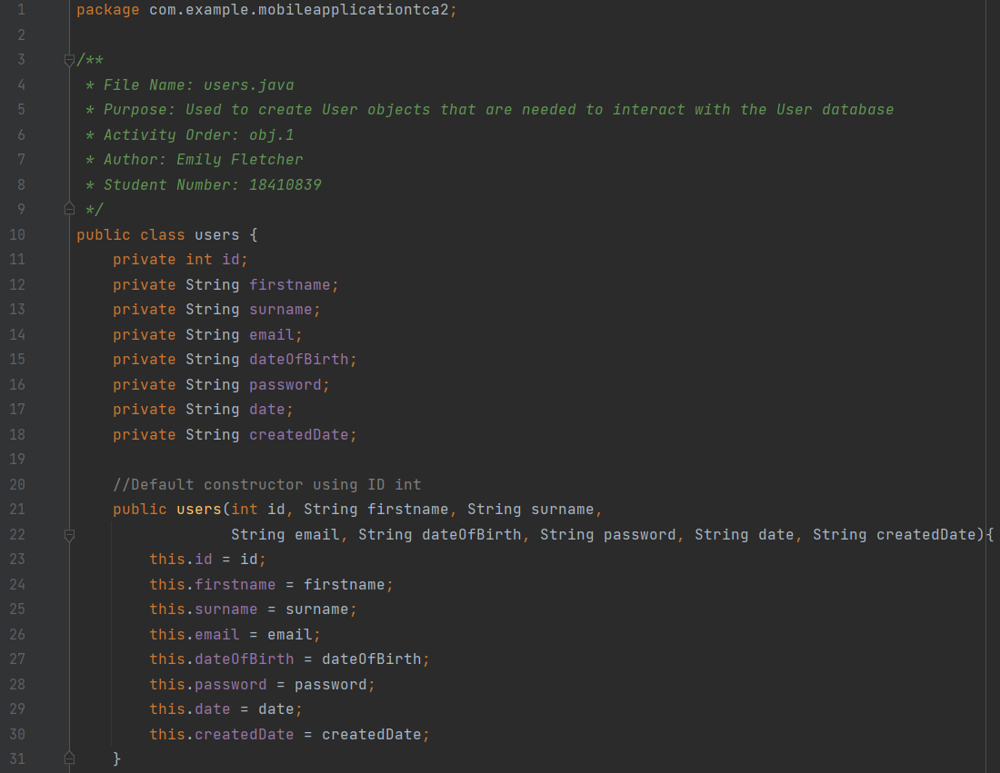 1 package com.example.mobileapplicationtca2;
2
3 /**
4  * File Name: users.java
5  * Purpose: Used to create User objects that are needed to interact with the User database
6  * Activity Order: obj.1
7  * Author: Emily Fletcher
8  * Student Number: 18410839
9  */
10 public class users {
11     private int id;
12     private String firstname;
13     private String surname;
14     private String email;
15     private String dateOfBirth;
16     private String password;
17     private String date;
18     private String createdDate;
19
20     //Default constructor using ID int
21     public users(int id, String firstname, String surname,
22                  String email, String dateOfBirth, String password, String date, String createdDate){
23         this.id = id;
24         this.firstname = firstname;
25         this.surname = surname;
26         this.email = email;
27         this.dateOfBirth = dateOfBirth;
28         this.password = password;
29         this.date = date;
30         this.createdDate = createdDate;
31     }